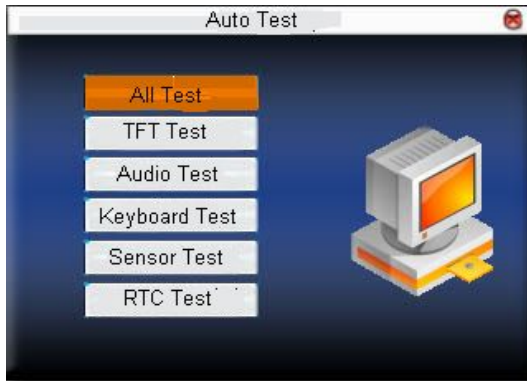 Auto Test
All Test
TFT Test
Audio Test
Keyboard Test
Sensor Test
RTC Test